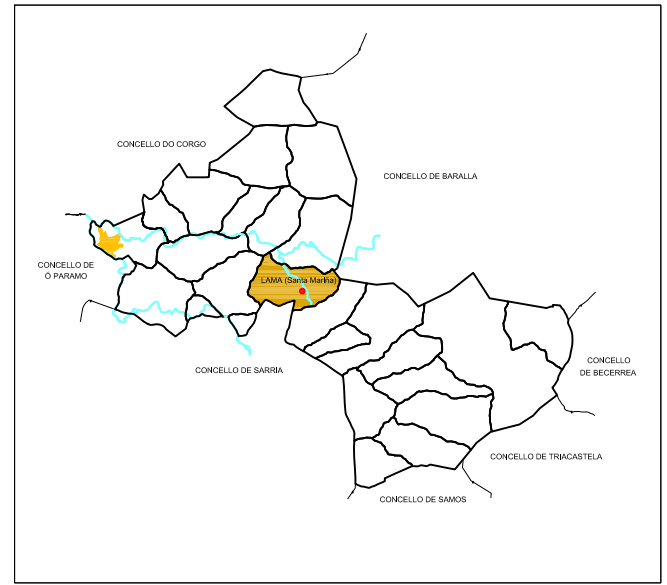 CONCELLO DO CORGO
CONCELLO DE BARALLA
CONCELLO DE
Ó PARAMO
LAMA (Santa Mariña)
CONCELLO
DE BECERREA
CONCELLO DE SARRIA
CONCELLO DE TRIACASTELA
CONCELLO DE SAMOS